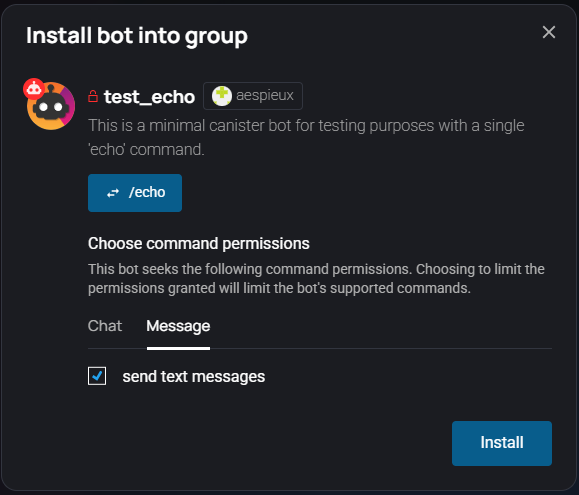 Install bot into group
test_echo aespieux
This is a minimal canister bot for testing purposes with a single
'echo' command.
/echo
Choose command permissions
This bot seeks the following command permissions. Choosing to limit the
permissions granted will limit the bot's supported commands.
Chat Message
send text messages
Install